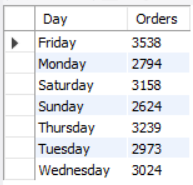 Day Orders
Friday 3538
Monday 2794
Saturday 3158
Sunday 2624
Thursday 3239
Tuesday 2973
Wednesday 3024